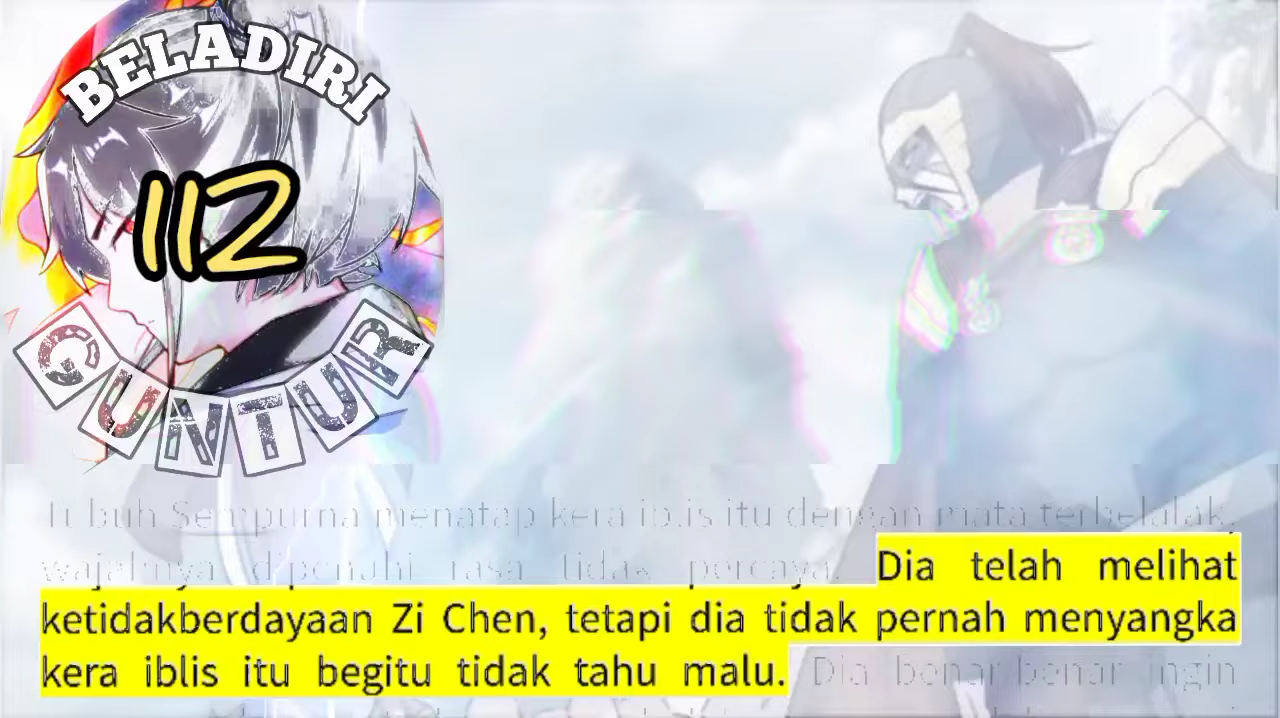 BELADIRI
112
GUNTUR
Tubuh Sempurna menatap kera iblis itu dengan mata terbelalak,
wajahnya dipenuhi rasa tidak percaya. Dia telah melihat
ketidakberdayaan Zi Chen, tetapi dia tidak pernah menyangka
kera iblis itu begitu tidak tahu malu. Dia benar-benar ingin